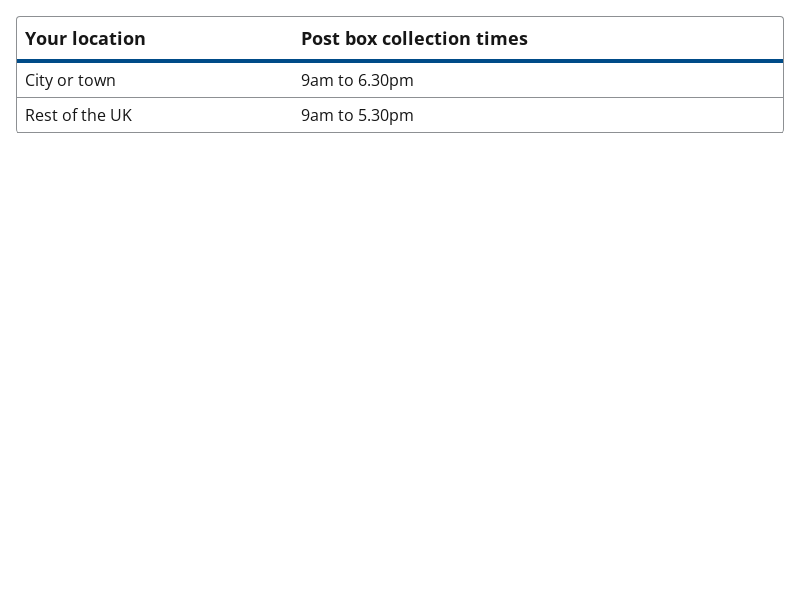 Your location Post box collection times
City or town 9am to 6.30pm
Rest of the UK 9am to 5.30pm